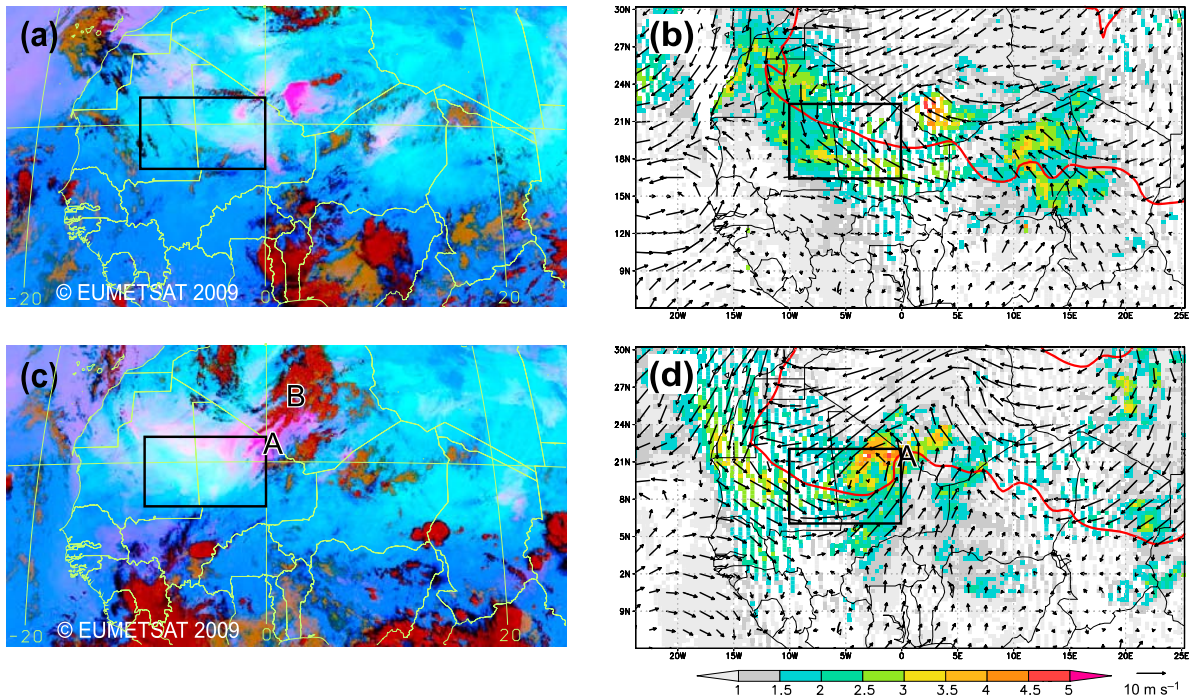 (a)
-20
0
20
© EUMETSAT 2009
(b)
30N
27N
24N
21N
18N
15N
12N
9N
20W 15W 10W 5W 0 5E 10E 15E 20E 25E
(c)
B
A
-20
0
20
© EUMETSAT 2009
(d)
A
30N
27N
24N
21N
8N
5N
2N
9N
20W 15W 10W 5W 0 5E 10E 15E 20E 25E
1 1.5 2 2.5 3 3.5 4 4.5 5
10 m s⁻¹